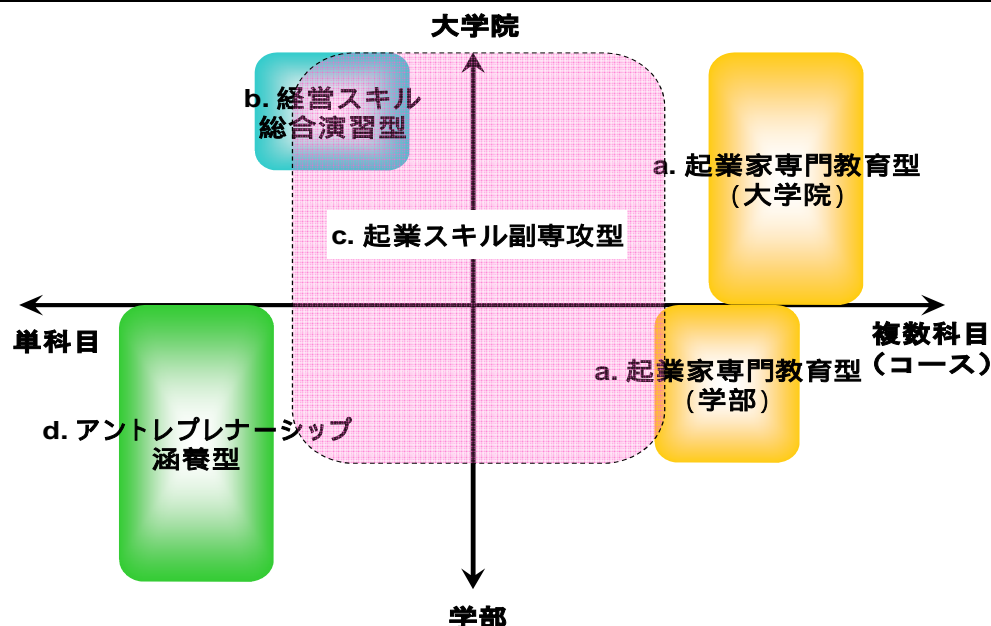 大学院
b. 経営スキル
総合演習型
a. 起業家専門教育型
(大学院)
c. 起業スキル副専攻型
単科目
複数科目
(コース)
a. 起業家専門教育型
(学部)
d. アントレプレナーシップ
涵養型
学部